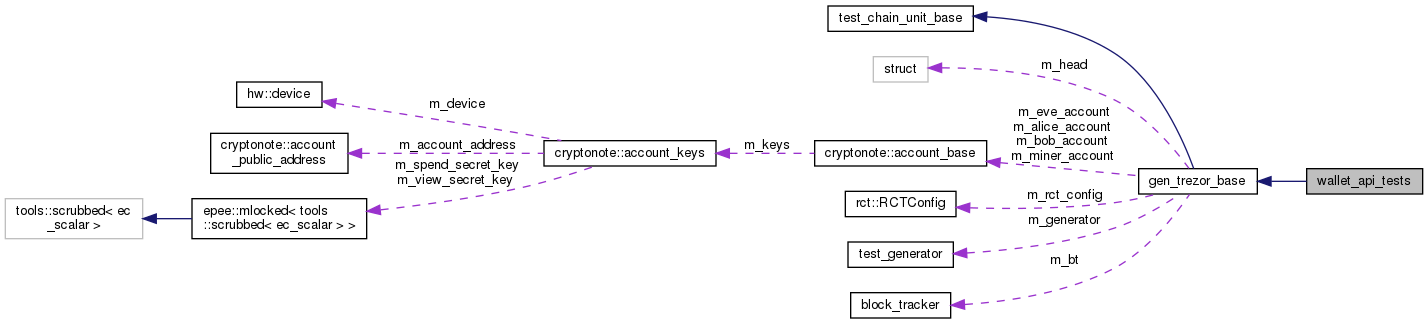 test_chain_unit_base
struct
m_head
hw::device
m_device
cryptonote::account
_public_address
m_account_address
m_spend_secret_key
m_view_secret_key
cryptonote::account_keys
m_keys
cryptonote::account_base
m_eve_account
m_alice_account
m_bob_account
m_miner_account
gen_trezor_base
wallet_api_tests
tools::scrubbed< ec
_scalar >
epee::mlocked< tools
::scrubbed< ec_scalar > >
rct::RCTConfig
m_rct_config
test_generator
m_generator
block_tracker
m_bt